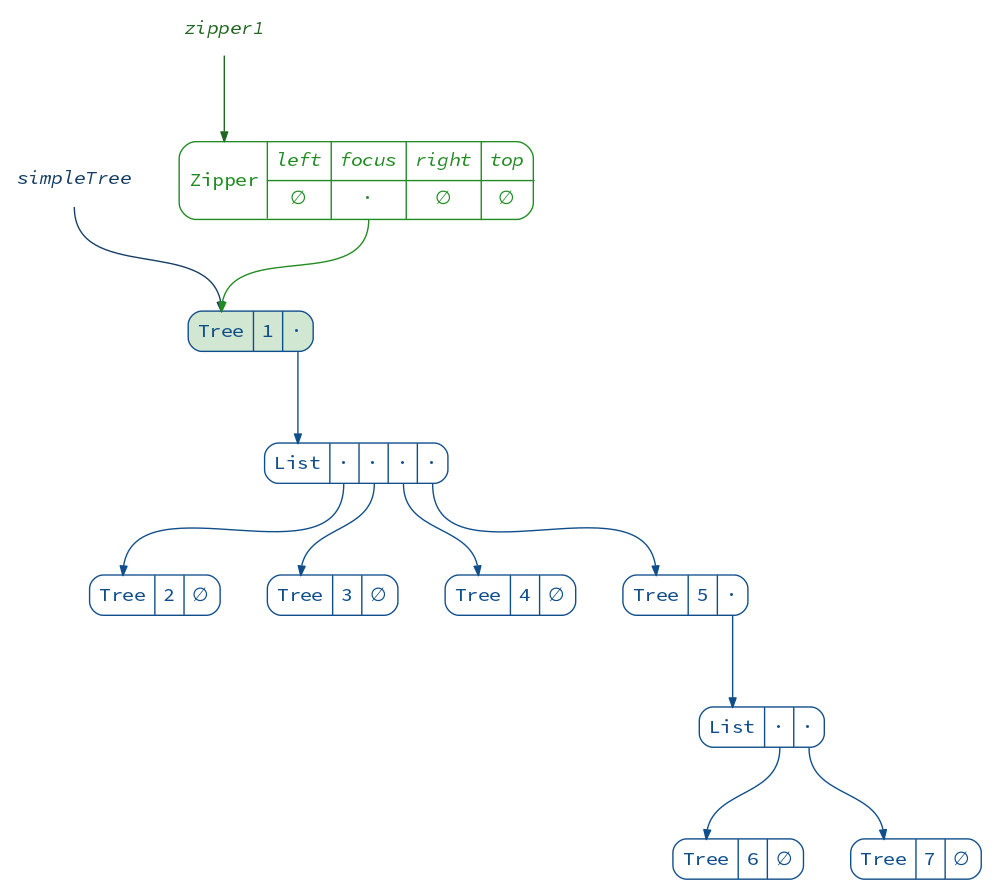 zipper1
simpleTree
Zipper left focus right top
∅ · ∅ ∅
Tree 1 ·
List · · · ·
Tree 2 ∅ Tree 3 ∅ Tree 4 ∅ Tree 5 ·
List · ·
Tree 6 ∅ Tree 7 ∅